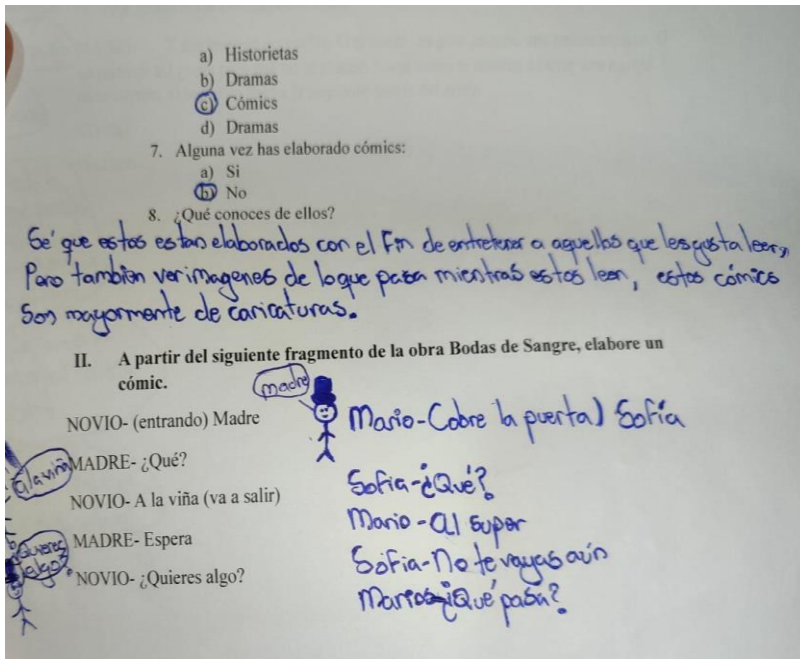 a) Historietas
b) Dramas
c) Cómics
d) Dramas
7. Alguna vez has elaborado cómics:
a) Si
b) No
8. ¿Qué conoces de ellos?
Sé que estos estan elaborados con el fin de entretener a aquellos que les gusta leer,
Pero tambien ver imagenes de lo que pasa mientras estos leen, estos cómics
Son mayormente de caricaturas.
II. A partir del siguiente fragmento de la obra Bodas de Sangre, elabore un
cómic.
madre
NOVIO- (entrando) Madre
Mario-(abre la puerta) Sofía
a la viña
MADRE- ¿Qué?
Sofia-¿Qué?
NOVIO- A la viña (va a salir)
Mario - al super
MADRE- Espera
Sofia-no te vayas aún
Quieres
algo?
NOVIO- ¿Quieres algo?
Mario-¿Qué pasa?